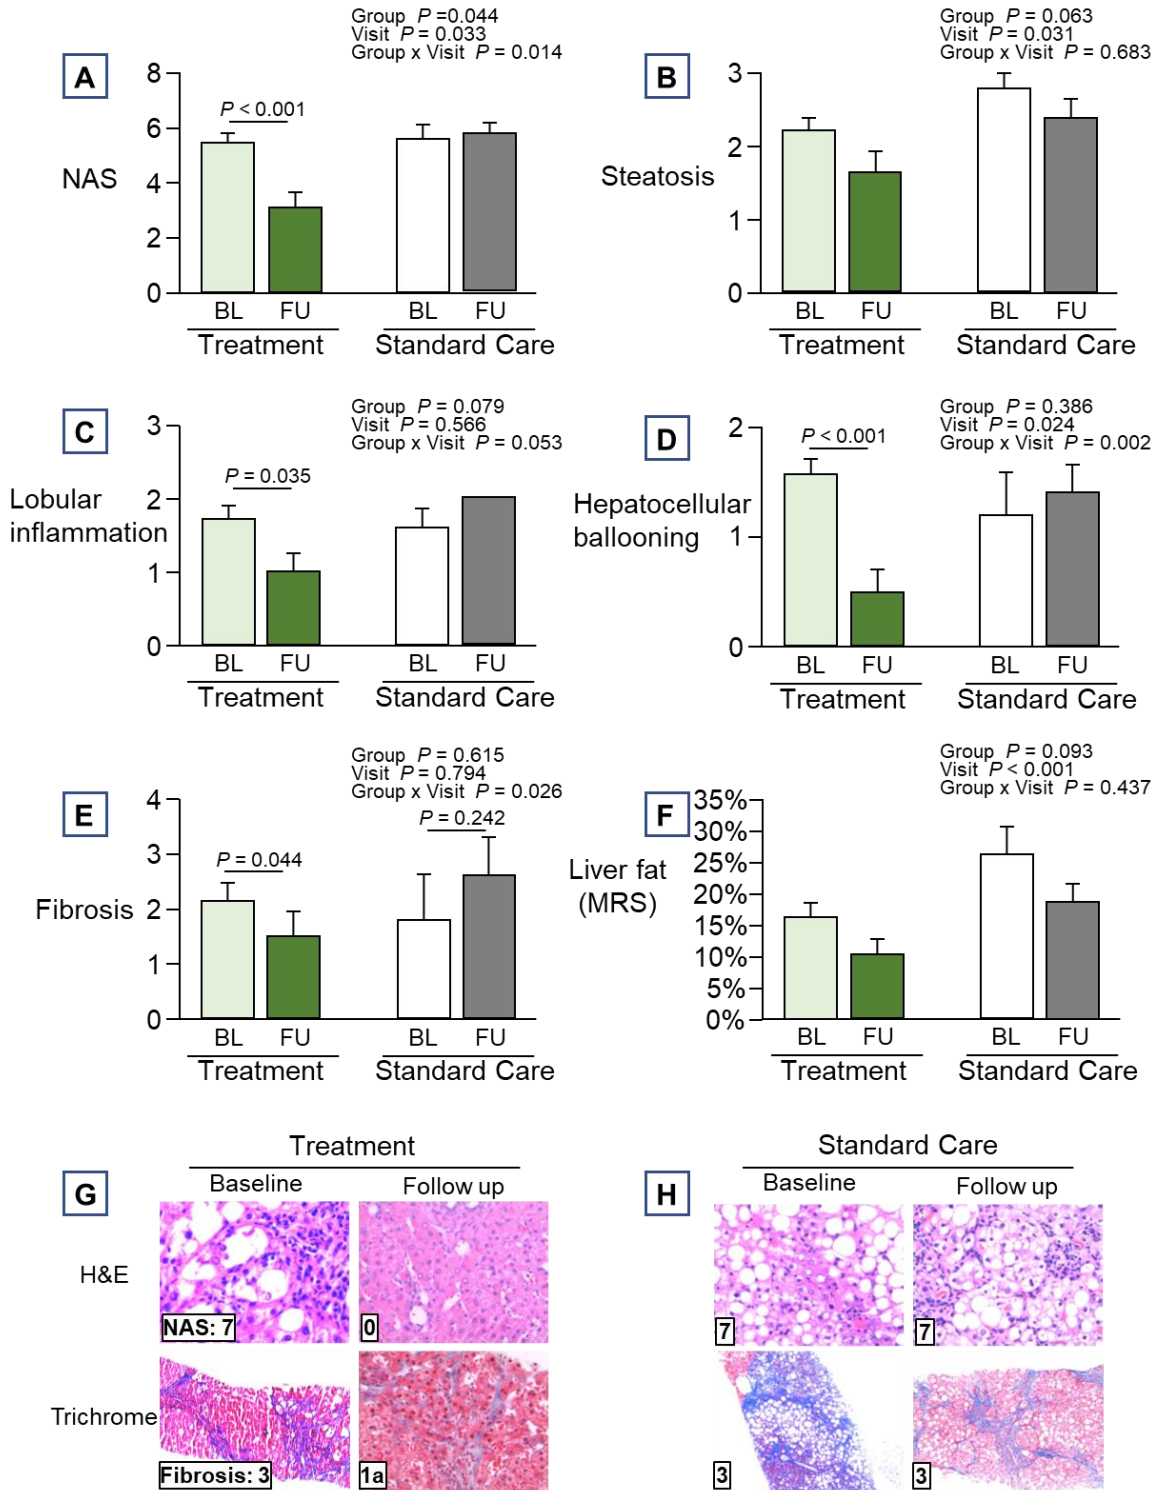 A
NAS
Group P =0.044
Visit P = 0.033
Group x Visit P = 0.014
P < 0.001
8
6
4
2
0
BL FU BL FU
Treatment Standard Care
B
Steatosis
Group P = 0.063
Visit P = 0.031
Group x Visit P = 0.683
3
2
1
0
BL FU BL FU
Treatment Standard Care
C
Lobular
inflammation
Group P = 0.079
Visit P = 0.566
Group x Visit P = 0.053
P = 0.035
3
2
1
0
BL FU BL FU
Treatment Standard Care
D
Hepatocellular
ballooning
Group P = 0.386
Visit P = 0.024
Group x Visit P = 0.002
P < 0.001
2
1
0
BL FU BL FU
Treatment Standard Care
E
Fibrosis
Group P = 0.615
Visit P = 0.794
Group x Visit P = 0.026
P = 0.044
P = 0.242
4
3
2
1
0
BL FU BL FU
Treatment Standard Care
F
Liver fat
(MRS)
Group P = 0.093
Visit P < 0.001
Group x Visit P = 0.437
35%
30%
25%
20%
15%
10%
5%
0%
BL FU BL FU
Treatment Standard Care
G
Treatment
Baseline Follow up
H&E
NAS: 7 0
Trichrome
Fibrosis: 3 1a
H
Standard Care
Baseline Follow up
7 7
3 3